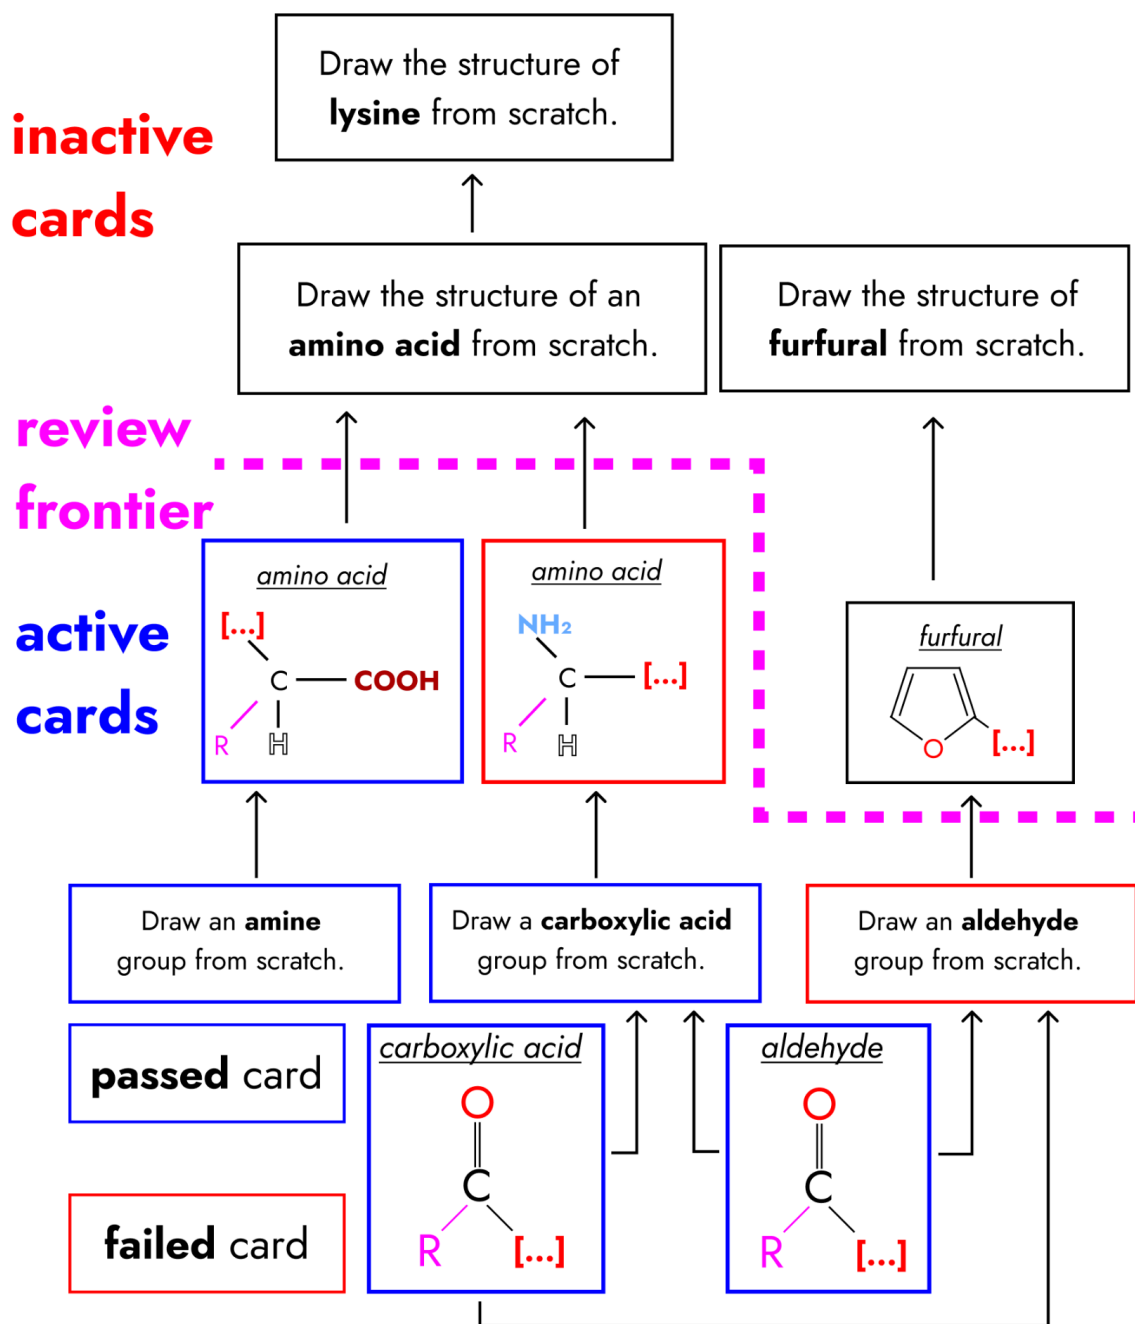 Draw the structure of
lysine from scratch.
inactive
cards
Draw the structure of an
amino acid from scratch.
Draw the structure of
furfural from scratch.
review
frontier
active
cards
amino acid
[...]
C
COOH
R
H
amino acid
NH₂
C
[...]
R
H
furfural
O
[...]
Draw an amine
group from scratch.
Draw a carboxylic acid
group from scratch.
Draw an aldehyde
group from scratch.
passed card
failed card
carboxylic acid
O
C
R
[...]
aldehyde
O
C
R
[...]